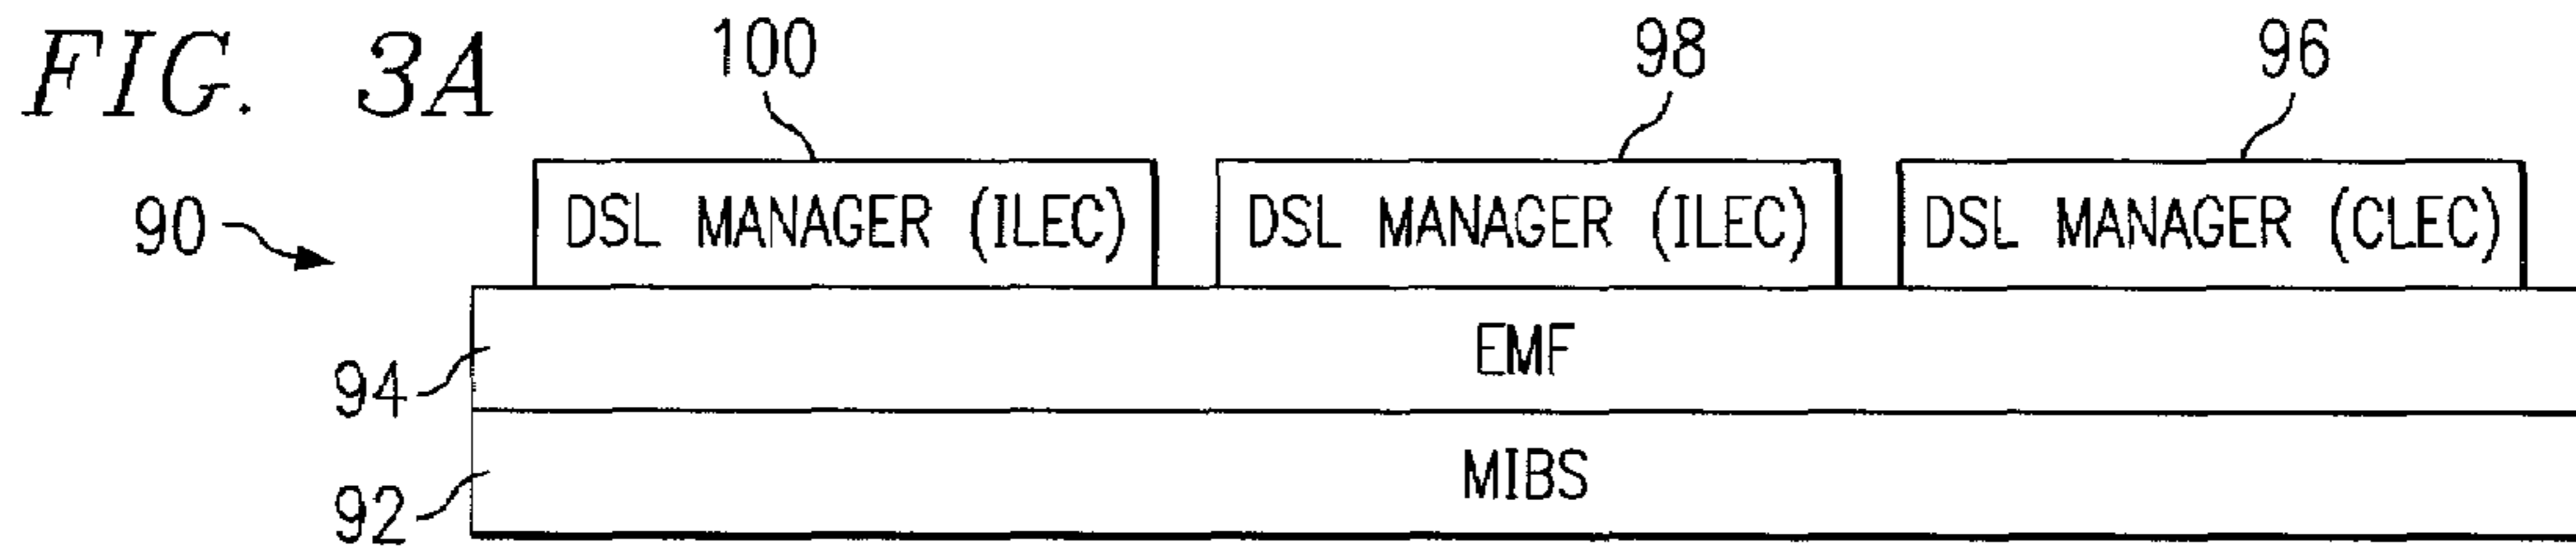 FIG. 3A
100
98
96
90
DSL MANAGER (ILEC)
DSL MANAGER (ILEC)
DSL MANAGER (CLEC)
94
EMF
92
MIBS